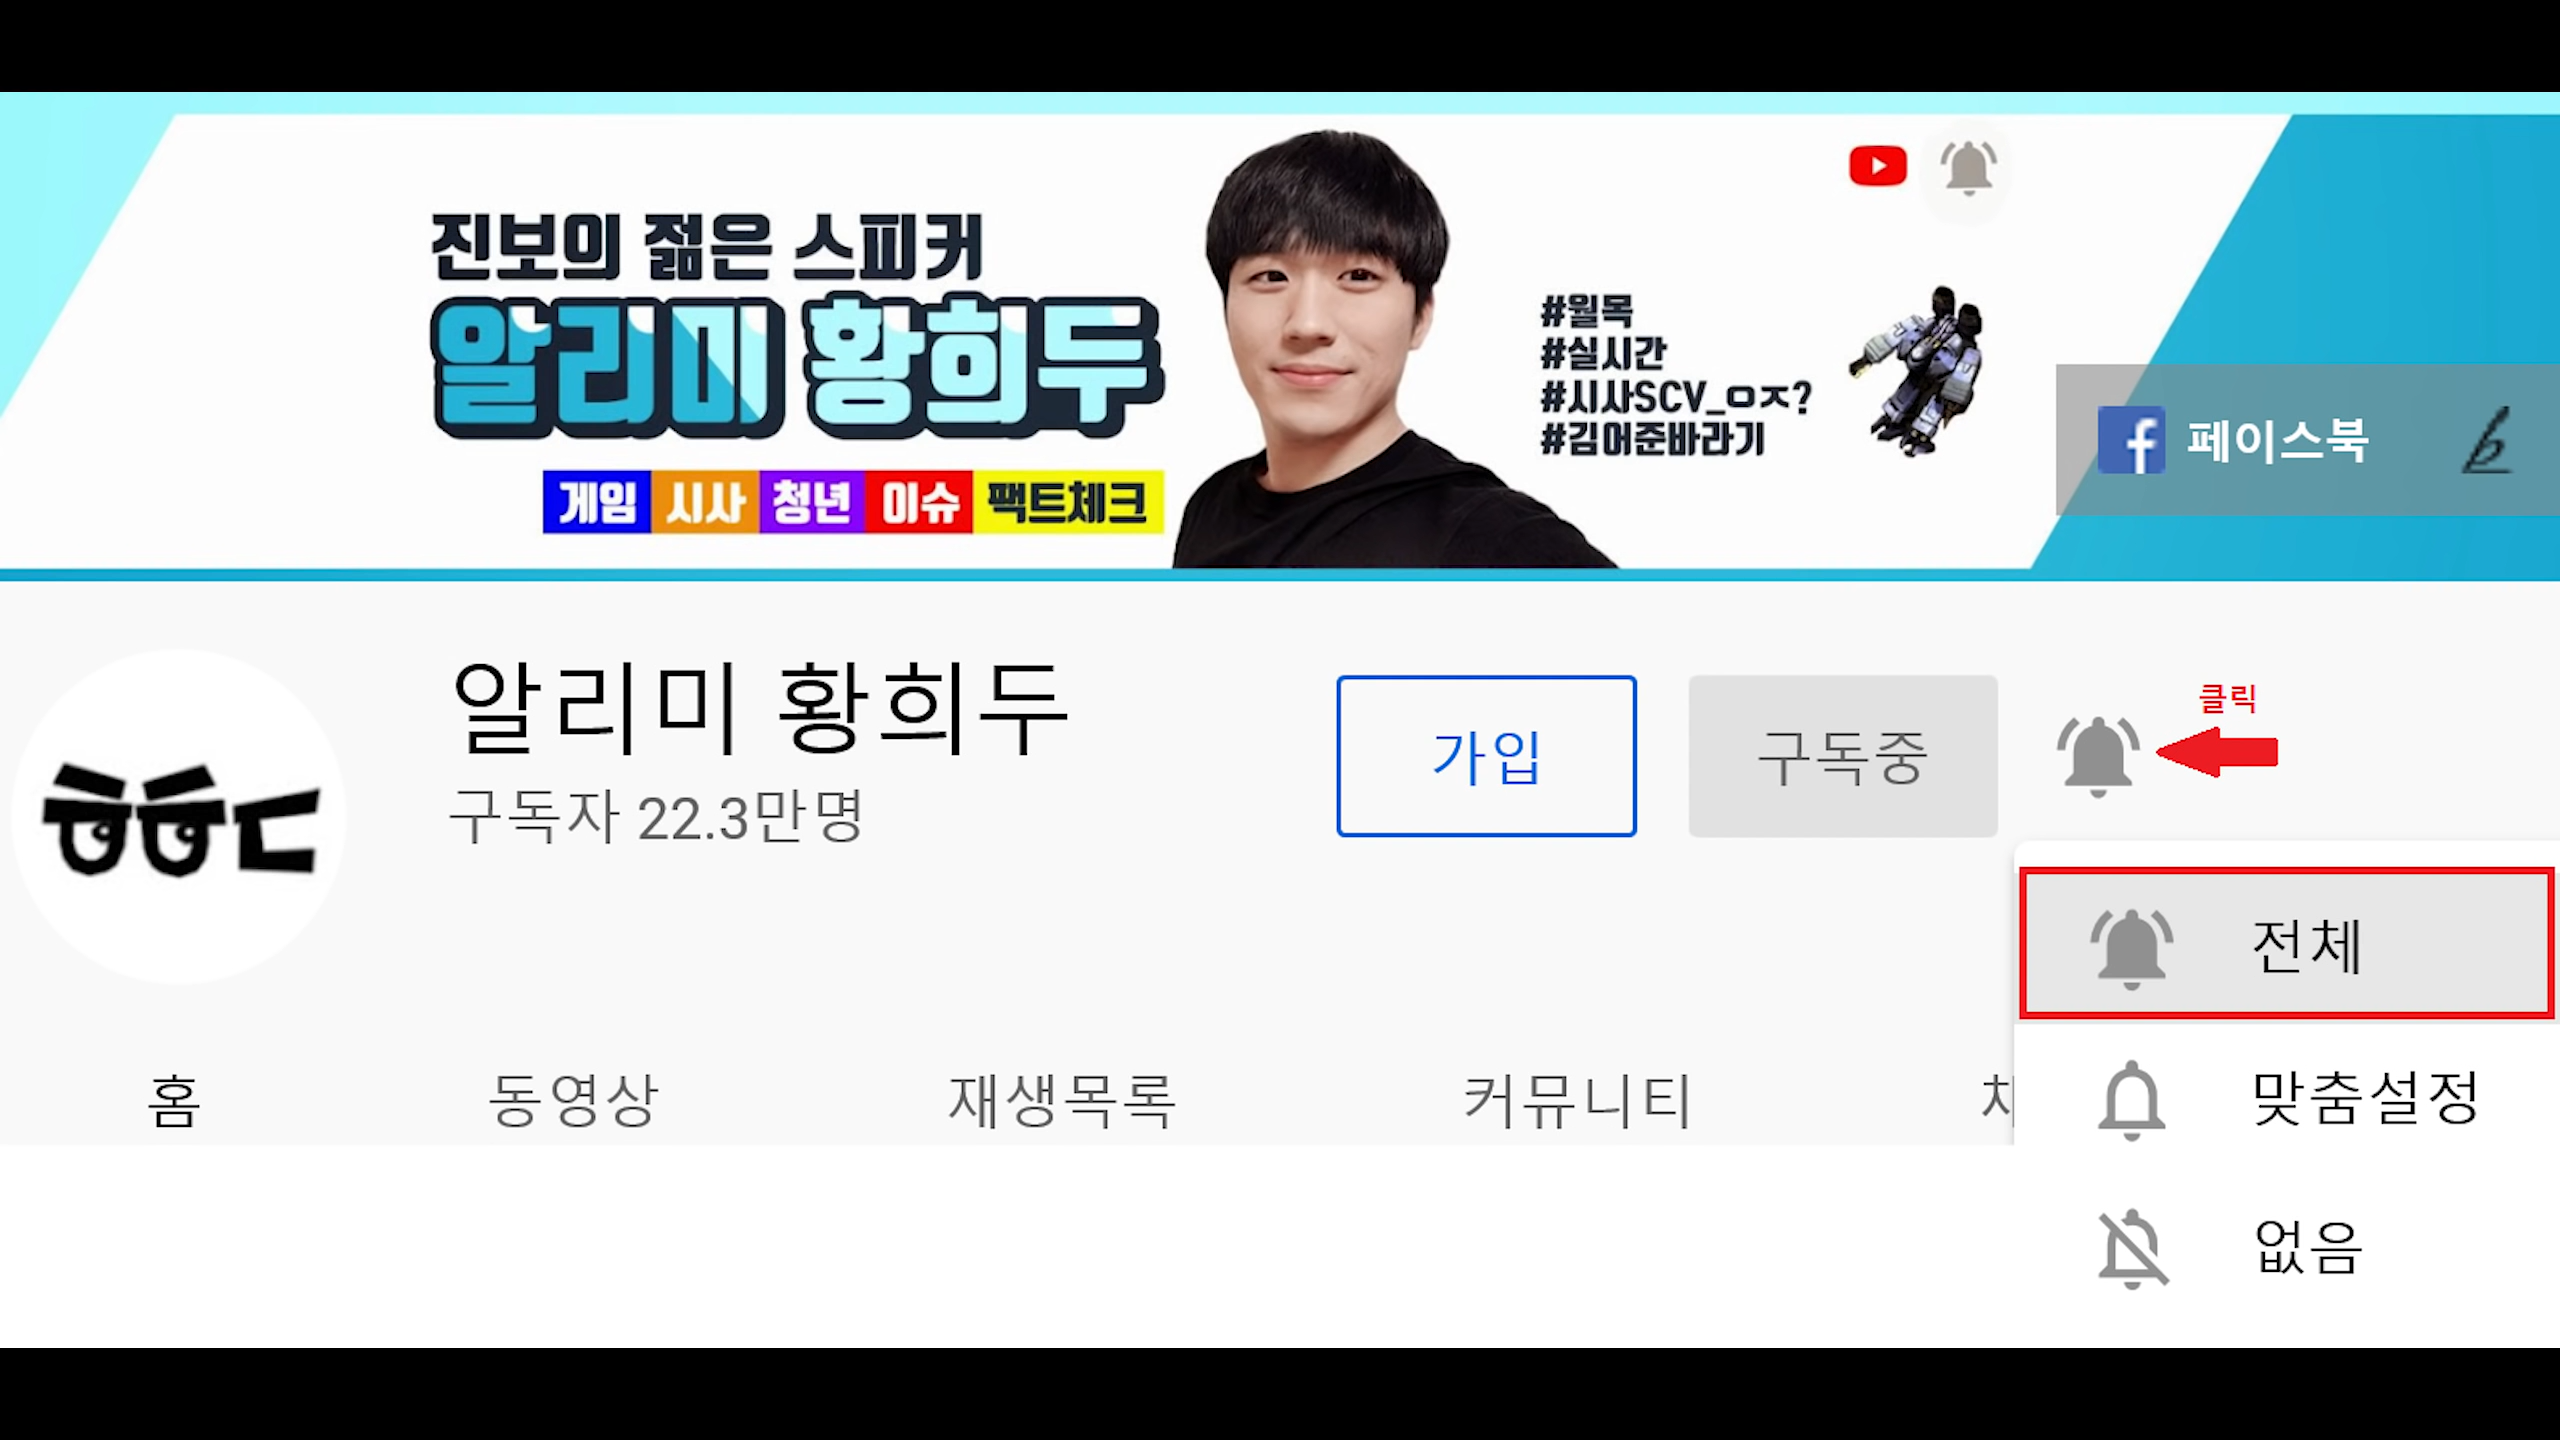 진보의 젊은 스피커
알리미 황희두
게임 시사 청년 이슈 팩트체크
#월목
#실시간
#시사SCV_ㅇㅈ?
#김어준바라기
페이스북
ㅎㅎㄷ
알리미 황희두
구독자 22.3만명
가입
구독중
클릭
전체
맞춤설정
없음
홈
동영상
재생목록
커뮤니티